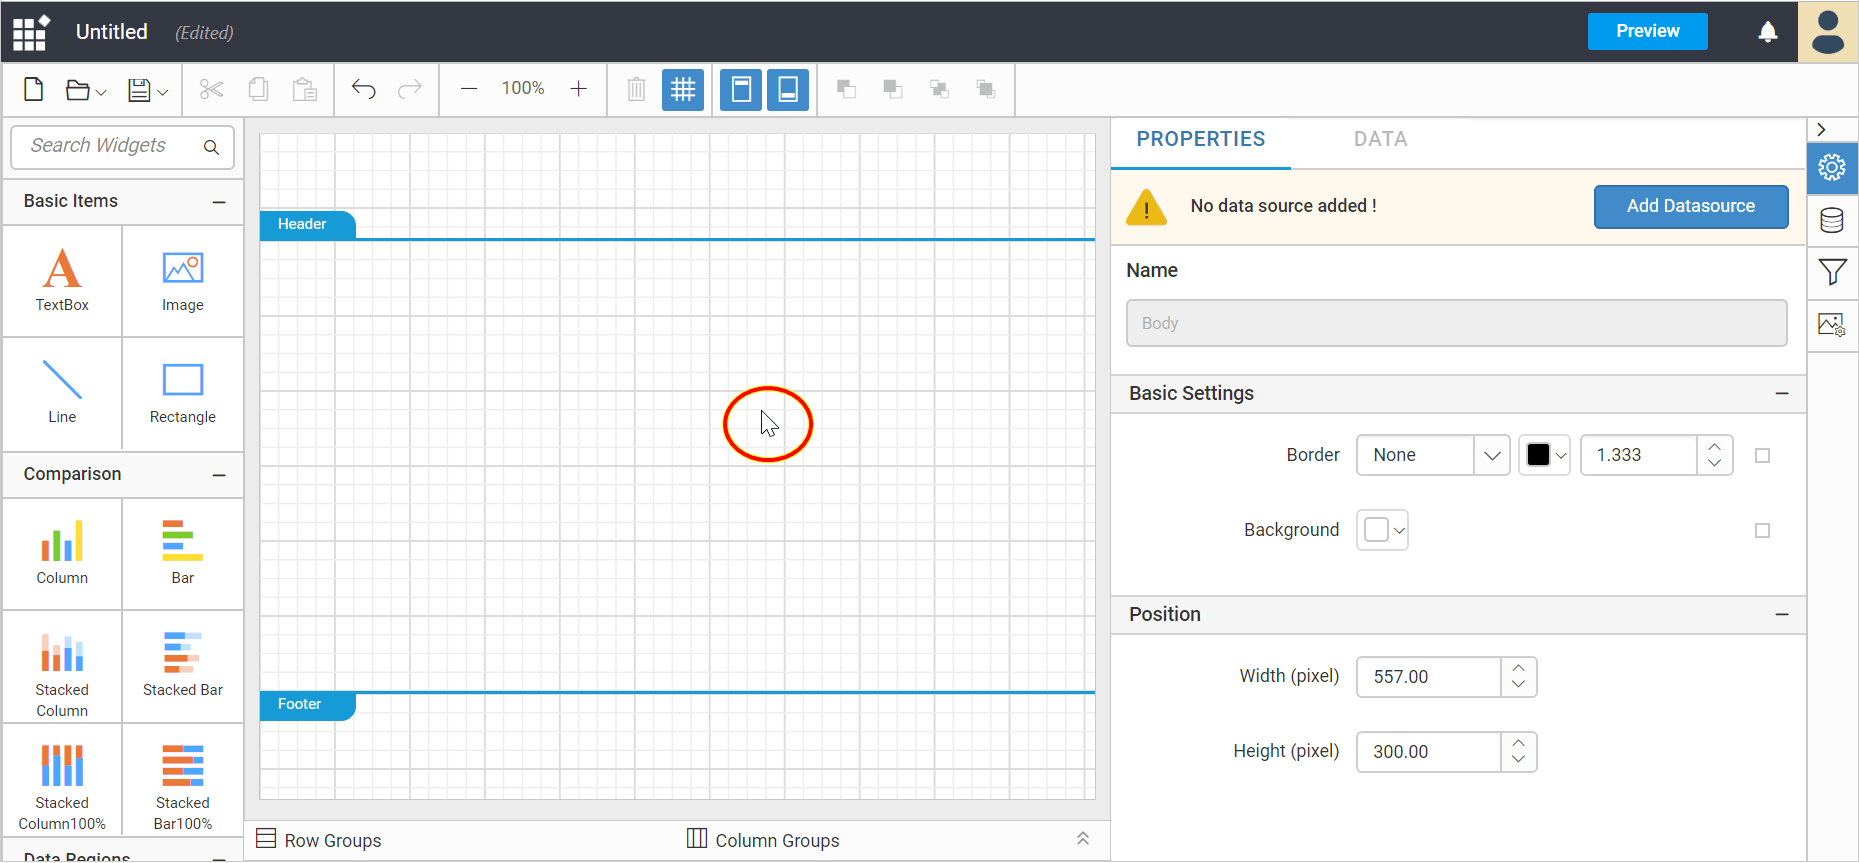 Untitled (Edited) Preview
100%
Search Widgets
Basic Items
TextBox Image
Line Rectangle
Comparison
Column Bar
Stacked Column Stacked Bar
Stacked Column100% Stacked Bar100%
Data Regions
Header
Footer
Row Groups Column Groups
PROPERTIES DATA
No data source added ! Add Datasource
Name
Body
Basic Settings
Border None 1.333
Background
Position
Width (pixel) 557.00
Height (pixel) 300.00